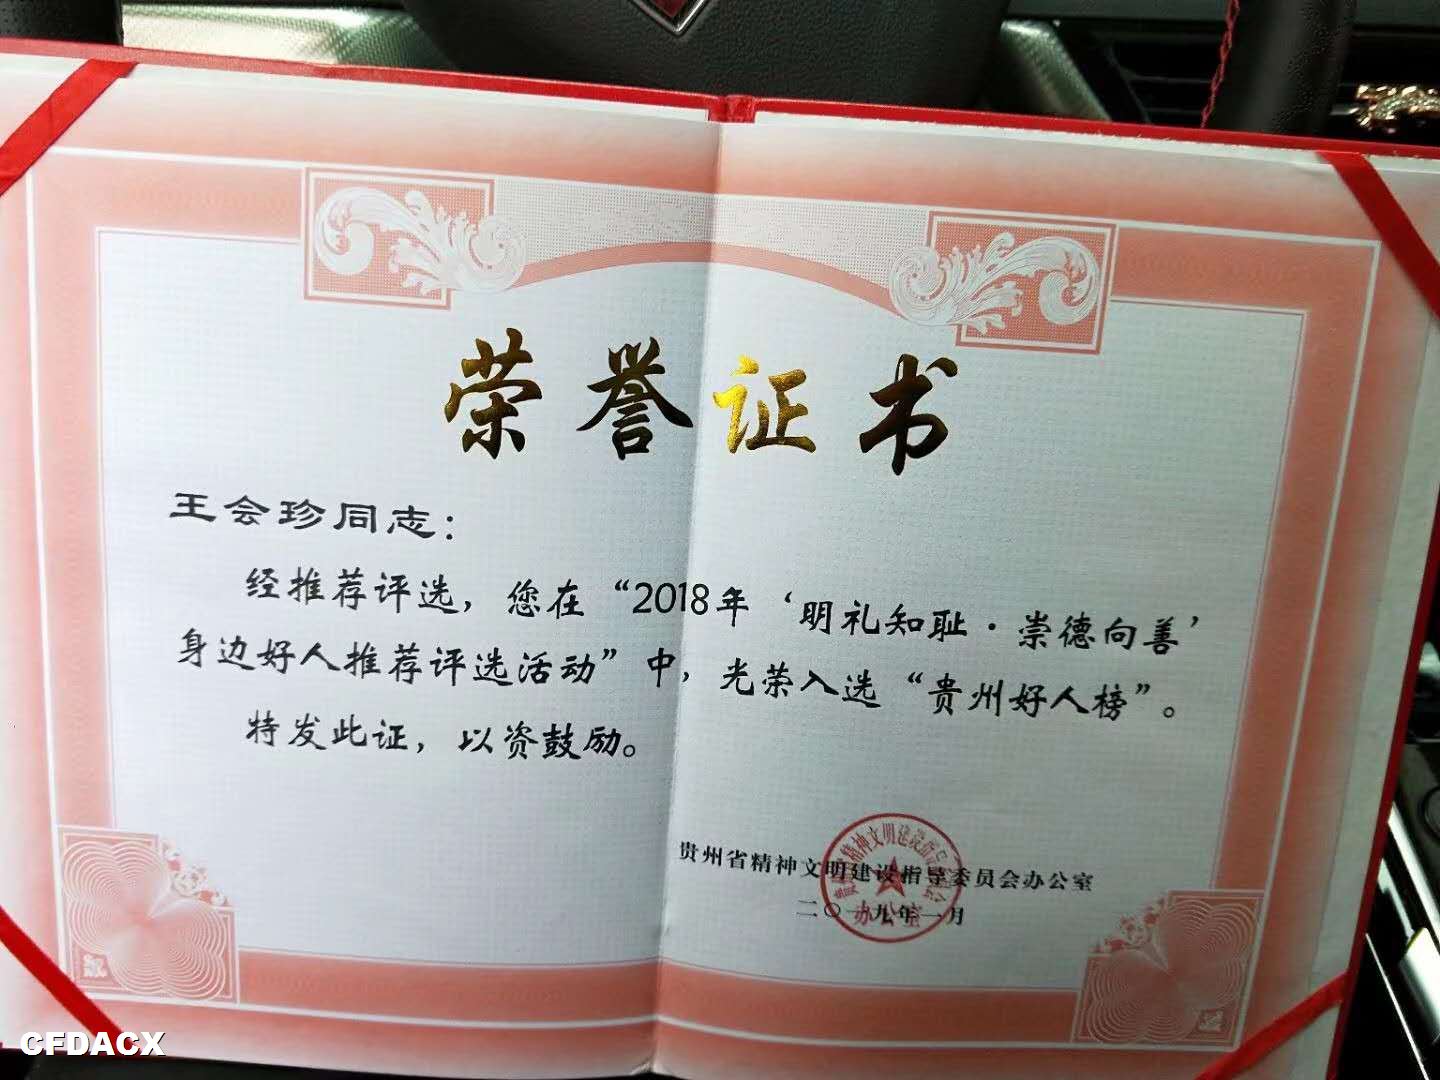 荣誉证书
王会珍同志：
经推荐评选，您在“2018年‘明礼知耻·崇德向善’
身边好人推荐评选活动”中，光荣入选“贵州好人榜”。
特发此证，以资鼓励。
贵州省精神文明建设指导委员会办公室
二〇一九年一月
办公室
CFDACX